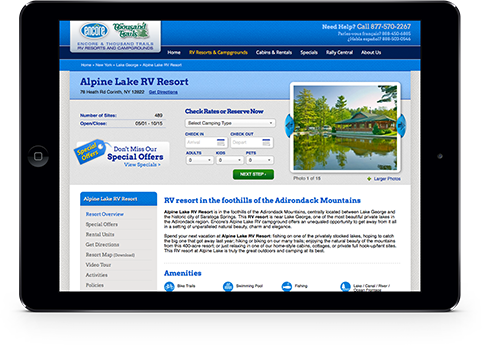 encore
Thousand Trails
ENCORE & THOUSAND TRAILS
RV RESORTS AND CAMPGROUNDS
Need Help? Call 877-570-2267
Parlez-vous français? 888-450-6865
¿Habla español? 888-503-0546
Home RV Resorts & Campgrounds Cabins & Rentals Specials Rally Central About Us
Home » New York » Lake George » Alpine Lake RV Resort
Alpine Lake RV Resort
78 Heath Rd Corinth, NY 12822 Get Directions
Number of Sites: 489
Open/Close: 05/01 - 10/15
Special Offers
Don't Miss Our
Special Offers
View Specials »
Check Rates or Reserve Now
Select Camping Type
CHECK IN CHECK OUT
Arrival Depart
ADULTS KIDS PETS
0 0 0
NEXT STEP ›
Photo 1 of 18 Larger Photos
Alpine Lake RV Resort
Resort Overview
Special Offers
Rental Units
Get Directions
Resort Map (Download)
Video Tour
Activities
Policies
RV resort in the foothills of the Adirondack Mountains
Alpine Lake RV Resort is in the foothills of the Adirondack Mountains, centrally located between Lake George and
the historic city of Saratoga Springs. This RV resort is near Lake George, one of the most beautiful private lakes in
the Adirondack region. Encore's Alpine Lake RV campground offers an unequaled opportunity to get away from it all
in a setting of unparalleled natural beauty, charm and elegance.
Spend your next vacation at Alpine Lake RV Resort: fishing on one of the privately stocked lakes, hoping to catch
the big one that got away last year; hiking or biking on our many trails; enjoying the natural beauty of the mountains
from this 400-acre resort; or just relaxing in one of our home-style cabins, cottages, or private full hook-up sites.
This RV resort at Alpine Lake is truly the great outdoors and camping at its best.
Amenities
Bike Trails Swimming Pool Fishing Lake / Canal / River /
Ocean Frontage